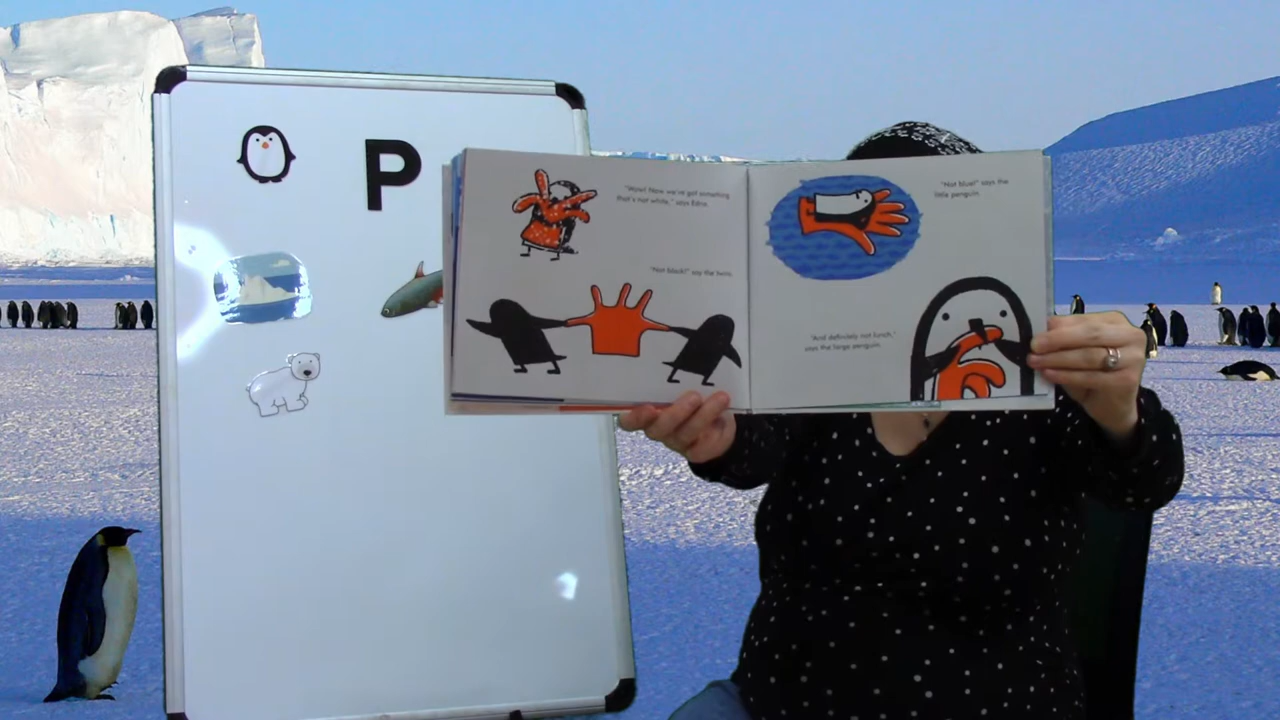 P
"Wow! Now we've got something
that's not white," says Edna.
"Not black!" say the twins.
"Not blue!" says the
little penguin.
"And definitely not lunch,"
says the large penguin.